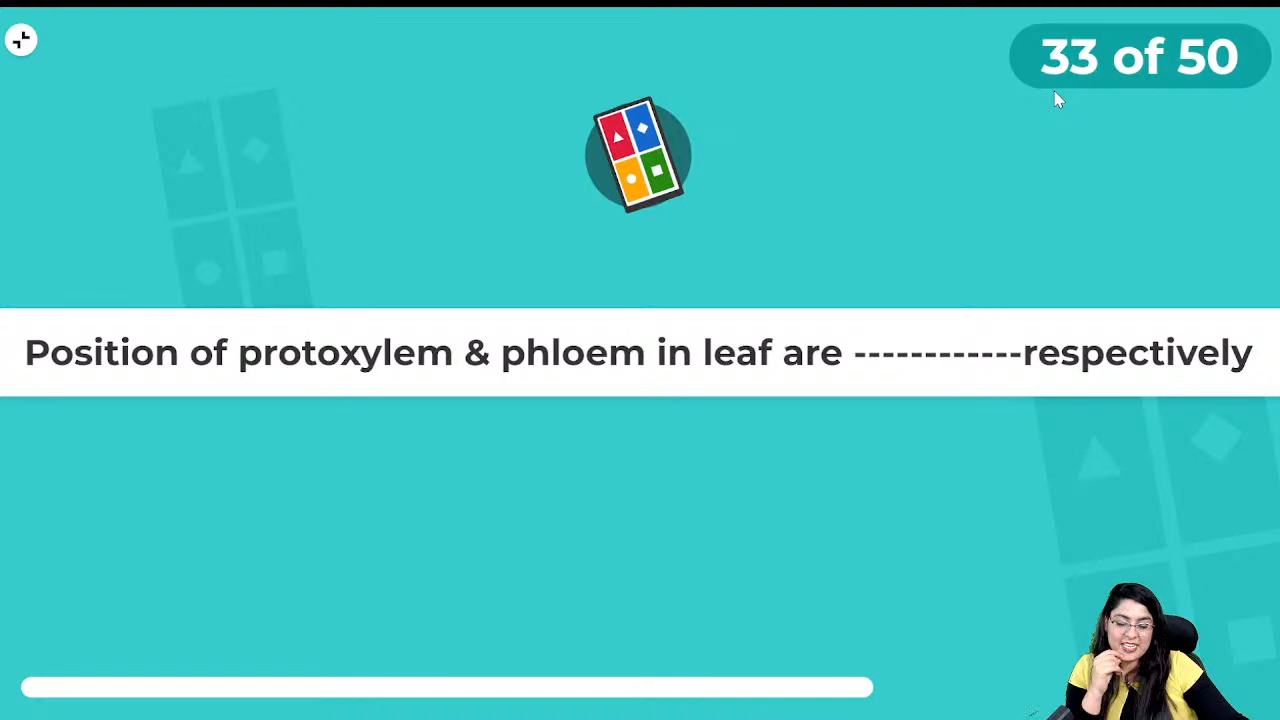 33 of 50
Position of protoxylem & phloem in leaf are ------------respectively